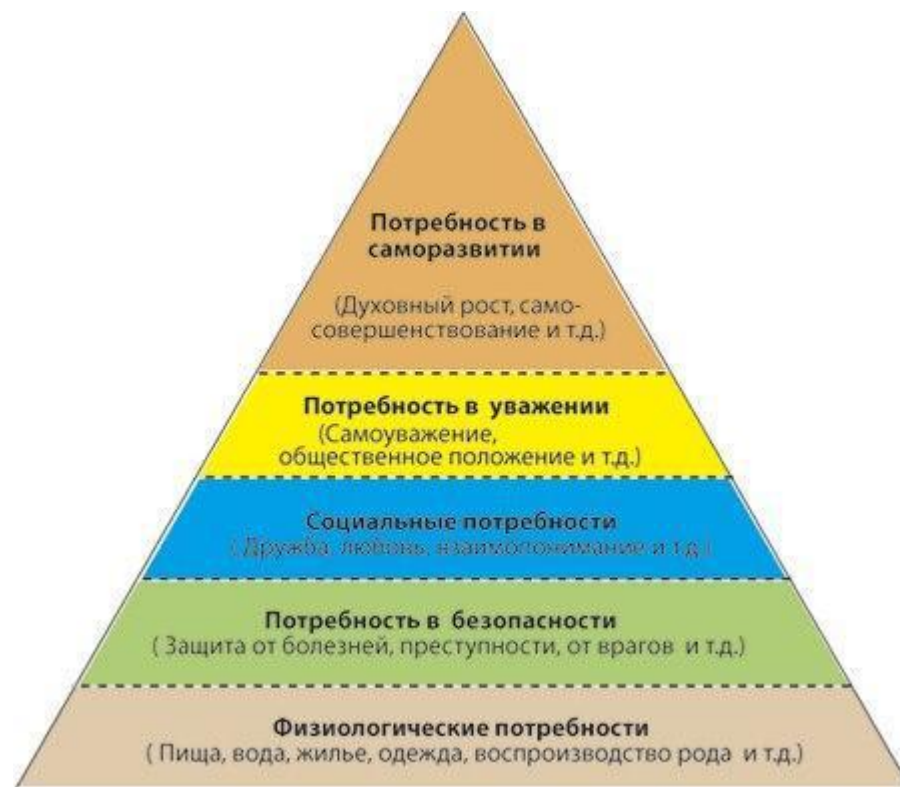 Потребность в
саморазвитии
(Духовный рост, само-
совершенствование и т.д.)
Потребность в уважении
(Самоуважение,
общественное положение и т.д.)
Социальные потребности
( Дружба, любовь, взаимопонимание и т.д.)
Потребность в безопасности
( Защита от болезней, преступности, от врагов и т.д.)
Физиологические потребности
( Пища, вода, жилье, одежда, воспроизводство рода и т.д.)